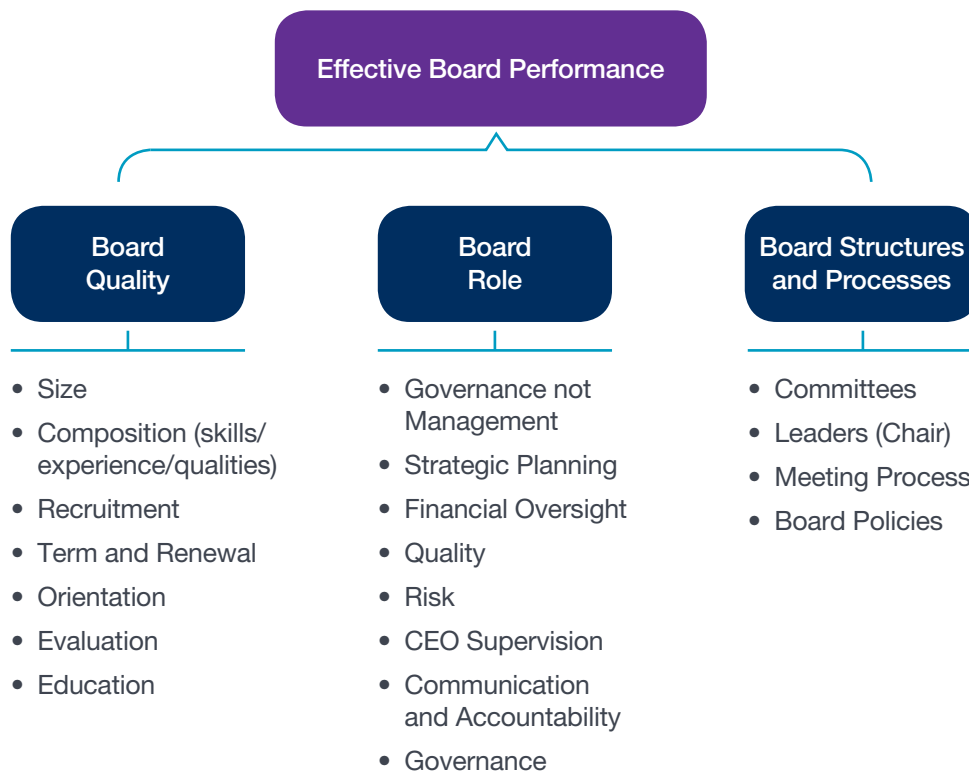 Effective Board Performance
Board
Quality
• Size
• Composition (skills/
experience/qualities)
• Recruitment
• Term and Renewal
• Orientation
• Evaluation
• Education
Board
Role
• Governance not
Management
• Strategic Planning
• Financial Oversight
• Quality
• Risk
• CEO Supervision
• Communication
and Accountability
• Governance
Board Structures
and Processes
• Committees
• Leaders (Chair)
• Meeting Process
• Board Policies